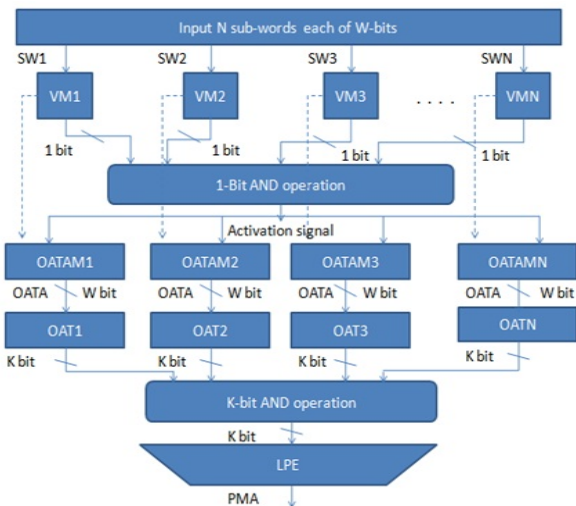 Input N sub-words each of W-bits
SW1 SW2 SW3 SWN
VM1 VM2 VM3 . . . . VMN
1 bit 1 bit 1 bit 1 bit
1-Bit AND operation
Activation signal
OATAM1 OATAM2 OATAM3 OATAMN
OATA W bit OATA W bit OATA W bit OATA W bit
OAT1 OAT2 OAT3 OATN
K bit K bit K bit K bit
K-bit AND operation
K bit
LPE
PMA